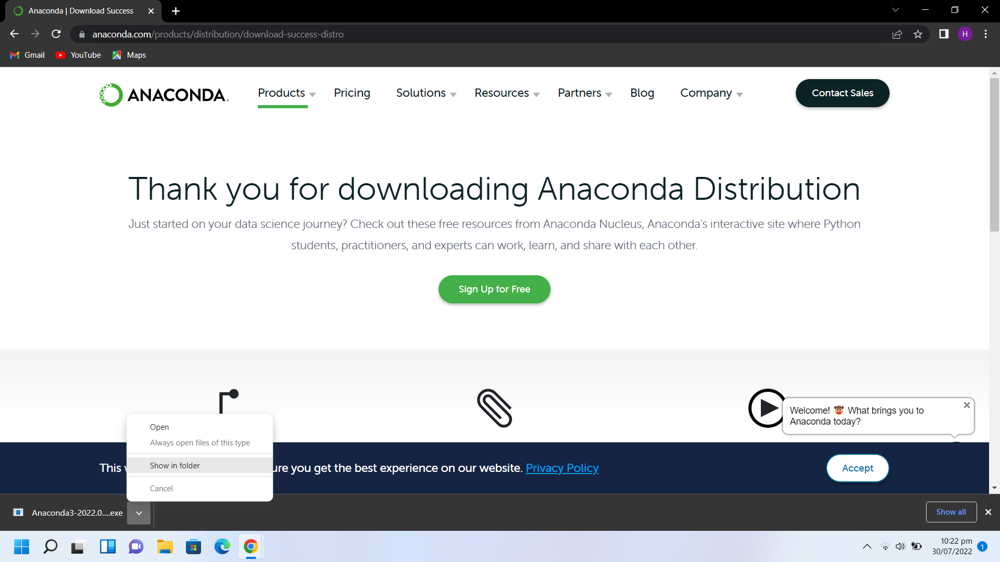 Anaconda | Download Success
anaconda.com/products/distribution/download-success-distro
H
Gmail YouTube Maps
ANACONDA. Products Pricing Solutions Resources Partners Blog Company Contact Sales
Thank you for downloading Anaconda Distribution
Just started on your data science journey? Check out these free resources from Anaconda Nucleus, Anaconda's interactive site where Python
students, practitioners, and experts can work, learn, and share with each other.
Sign Up for Free
Welcome! What brings you to
Anaconda today?
Open
Always open files of this type
Show in folder
Cancel
This ure you get the best experience on our website. Privacy Policy
Accept
Anaconda3-2022.0....exe
Show all
10:22 pm
30/07/2022
1